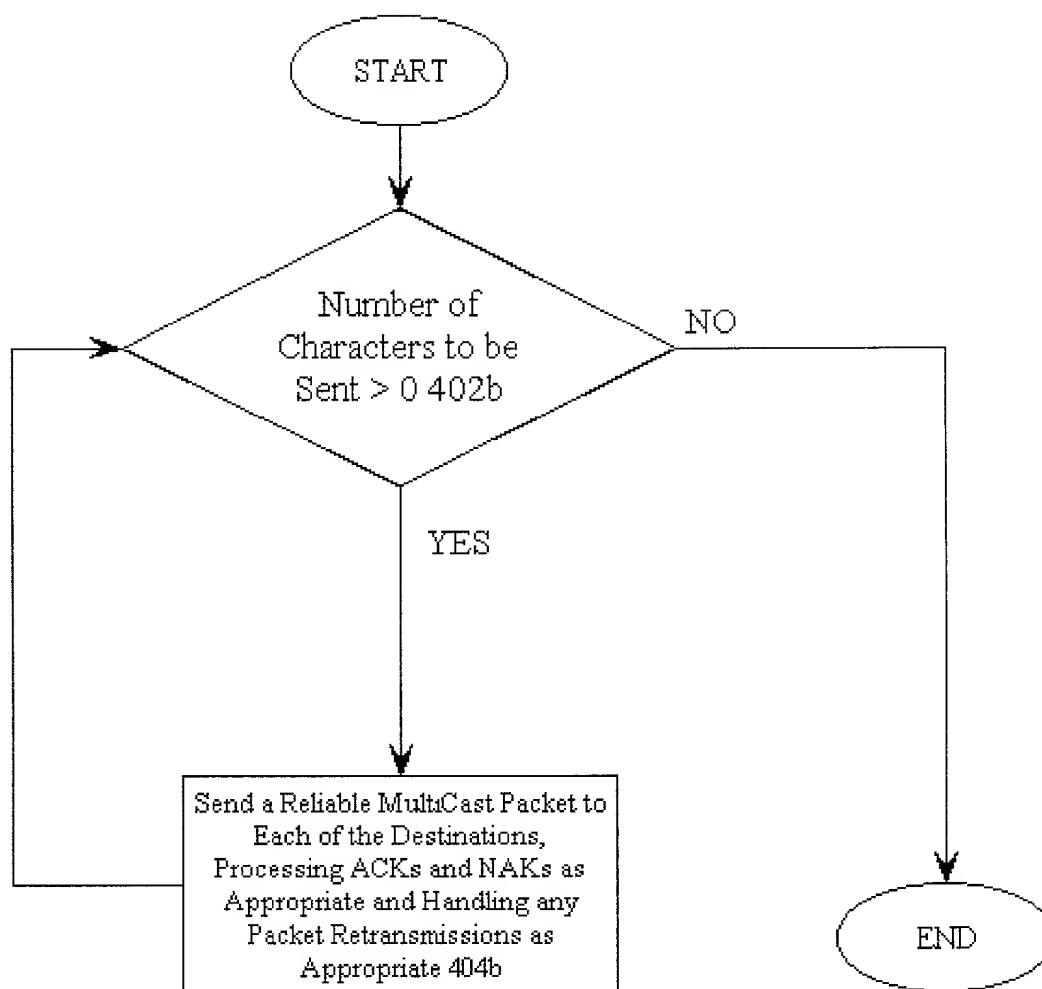 START
Number of
Characters to be
Sent > 0 402b
NO
YES
Send a Reliable MultiCast Packet to
Each of the Destinations,
Processing ACKs and NAKs as
Appropriate and Handling any
Packet Retransmissions as
Appropriate 404b
END